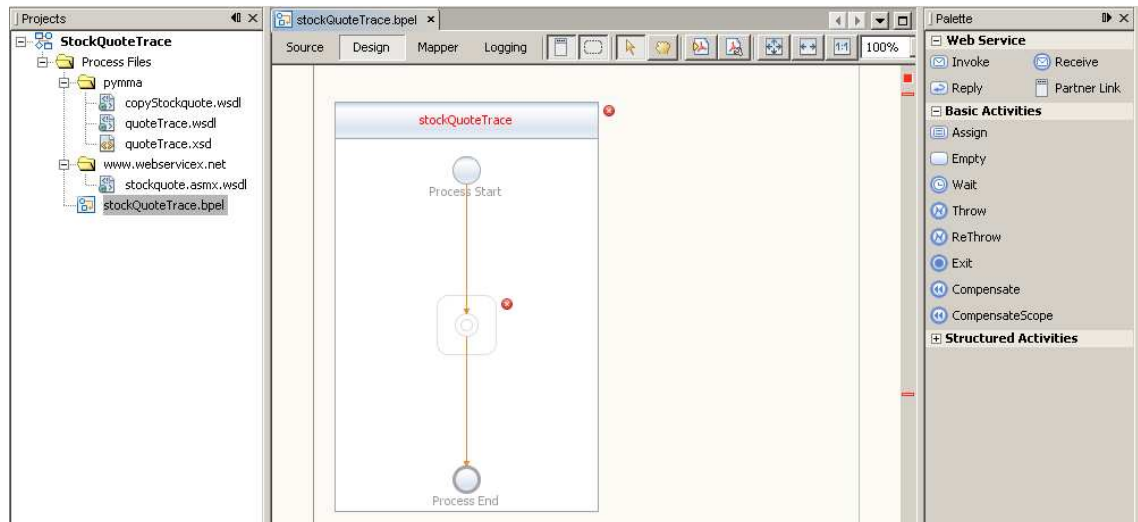 Projects
StockQuoteTrace
Process Files
pymma
copyStockquote.wsdl
quoteTrace.wsdl
quoteTrace.xsd
www.webservicex.net
stockquote.asmx.wsdl
stockQuoteTrace.bpel
stockQuoteTrace.bpel
Source Design Mapper Logging 1:1 100%
stockQuoteTrace
Process Start
Process End
Palette
Web Service
Invoke Receive
Reply Partner Link
Basic Activities
Assign
Empty
Wait
Throw
ReThrow
Exit
Compensate
CompensateScope
Structured Activities